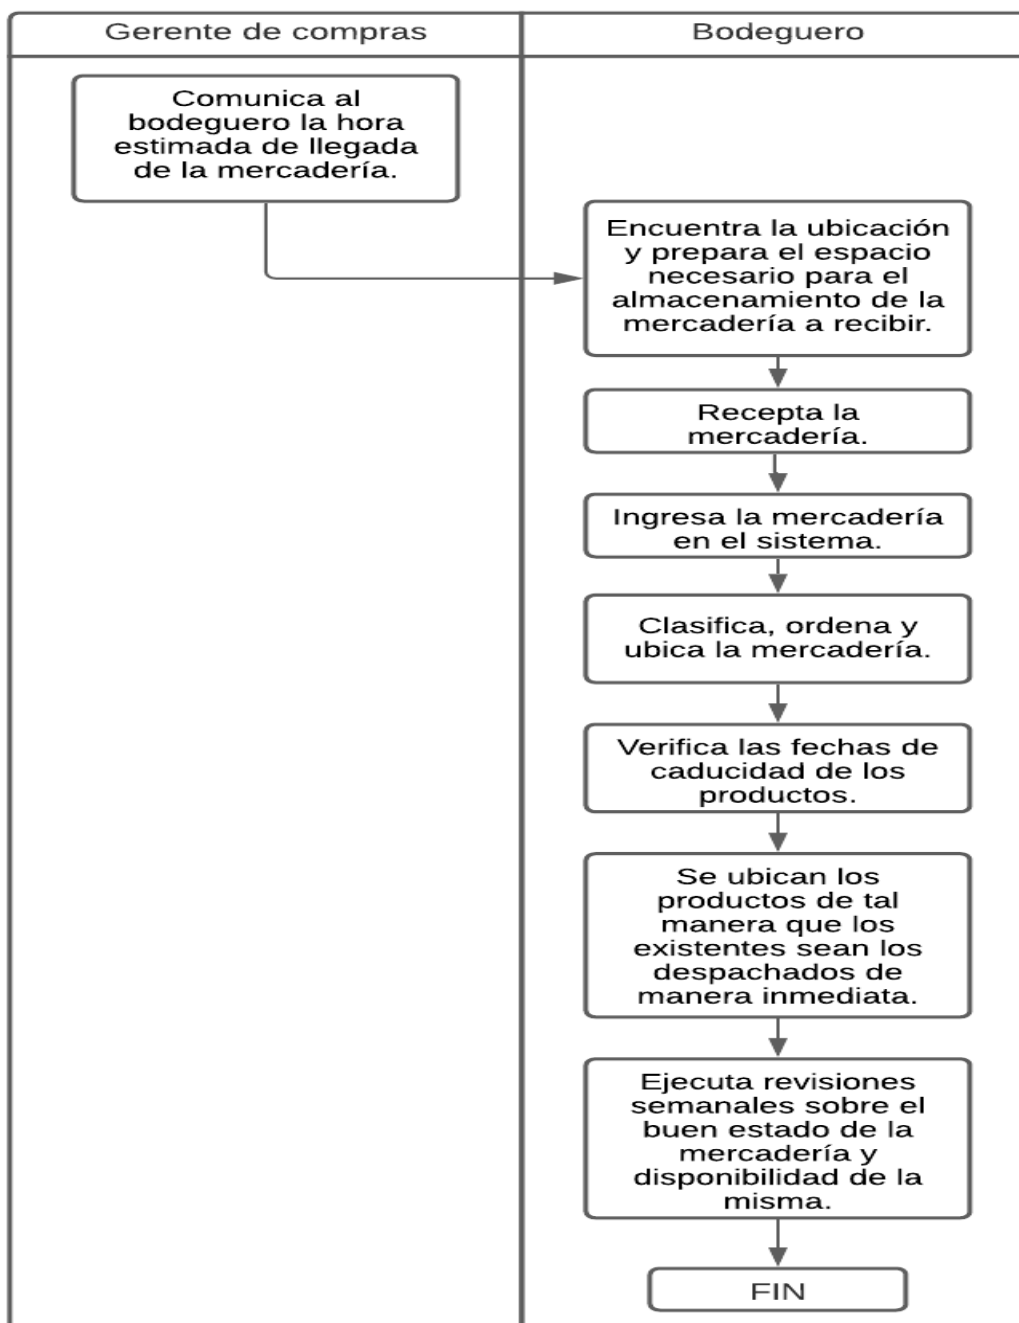 Gerente de compras
Bodeguero
Comunica al
bodeguero la hora
estimada de llegada
de la mercadería.
Encuentra la ubicación
y prepara el espacio
necesario para el
almacenamiento de la
mercadería a recibir.
Recepta la
mercadería.
Ingresa la mercadería
en el sistema.
Clasifica, ordena y
ubica la mercadería.
Verifica las fechas de
caducidad de los
productos.
Se ubican los
productos de tal
manera que los
existentes sean los
despachados de
manera inmediata.
Ejecuta revisiones
semanales sobre el
buen estado de la
mercadería y
disponibilidad de la
misma.
FIN